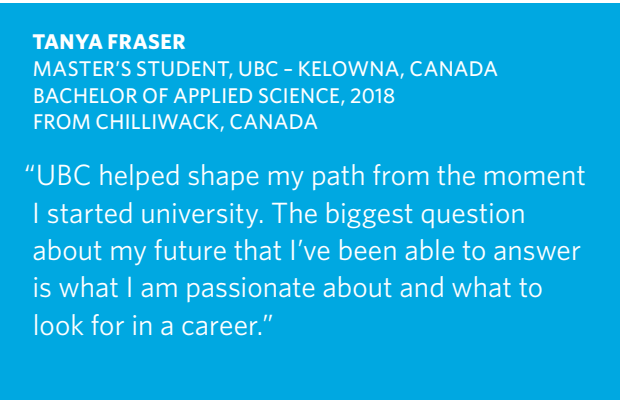 TANYA FRASER
MASTER'S STUDENT, UBC – KELOWNA, CANADA
BACHELOR OF APPLIED SCIENCE, 2018
FROM CHILLIWACK, CANADA
“UBC helped shape my path from the moment
I started university. The biggest question
about my future that I’ve been able to answer
is what I am passionate about and what to
look for in a career.”